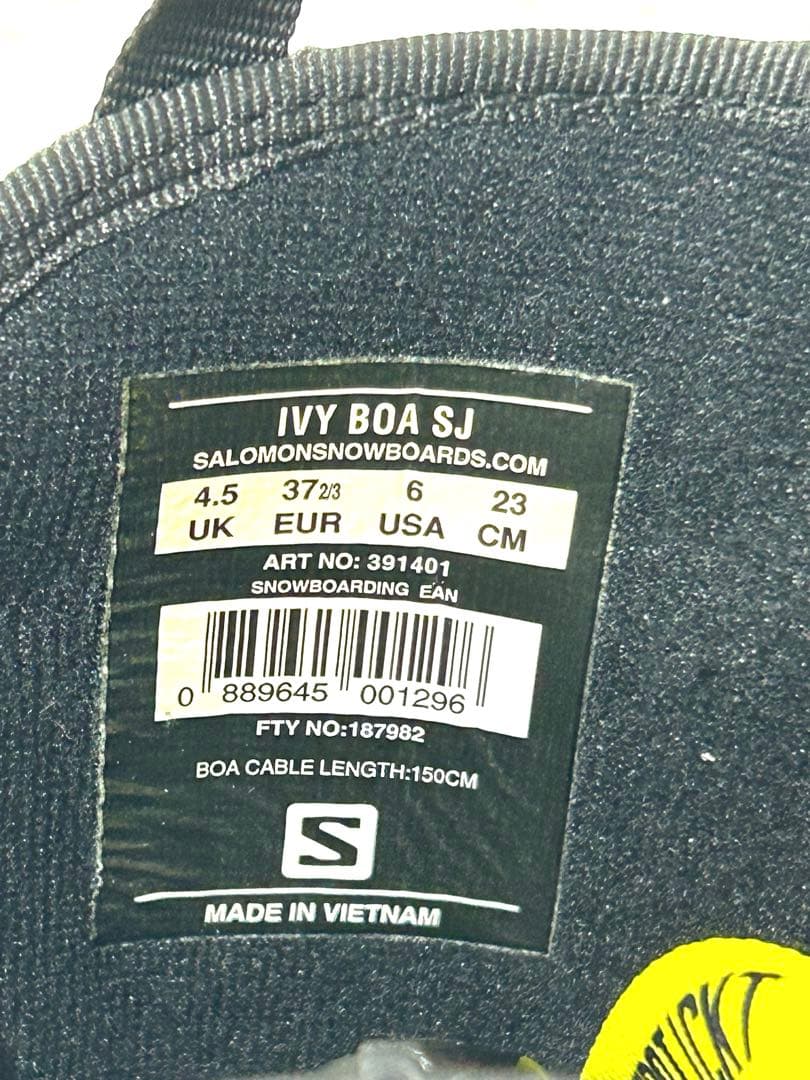 IVY BOA SJ
SALOMONSNOWBOARDS.COM
4.5 37 2/3 6 23
UK EUR USA CM
ART NO: 391401
SNOWBOARDING EAN
0 889645 001296
FTY NO:187982
BOA CABLE LENGTH:150CM
S
MADE IN VIETNAM